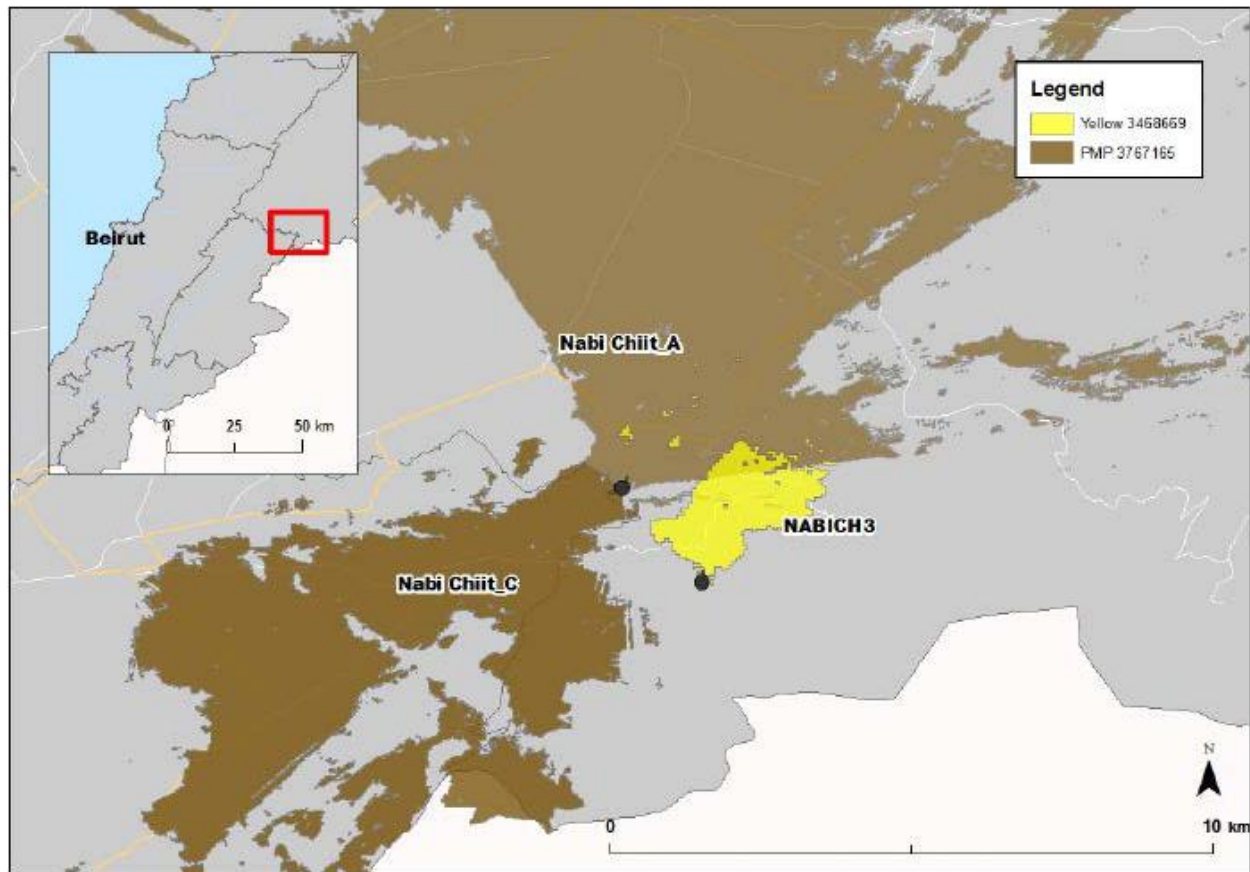 Legend
Yellow 3468669
PMP 3767165
Beirut
0 25 50 km
Nabi Chiit_A
NABICH3
Nabi Chiit_C
N
0 10 km